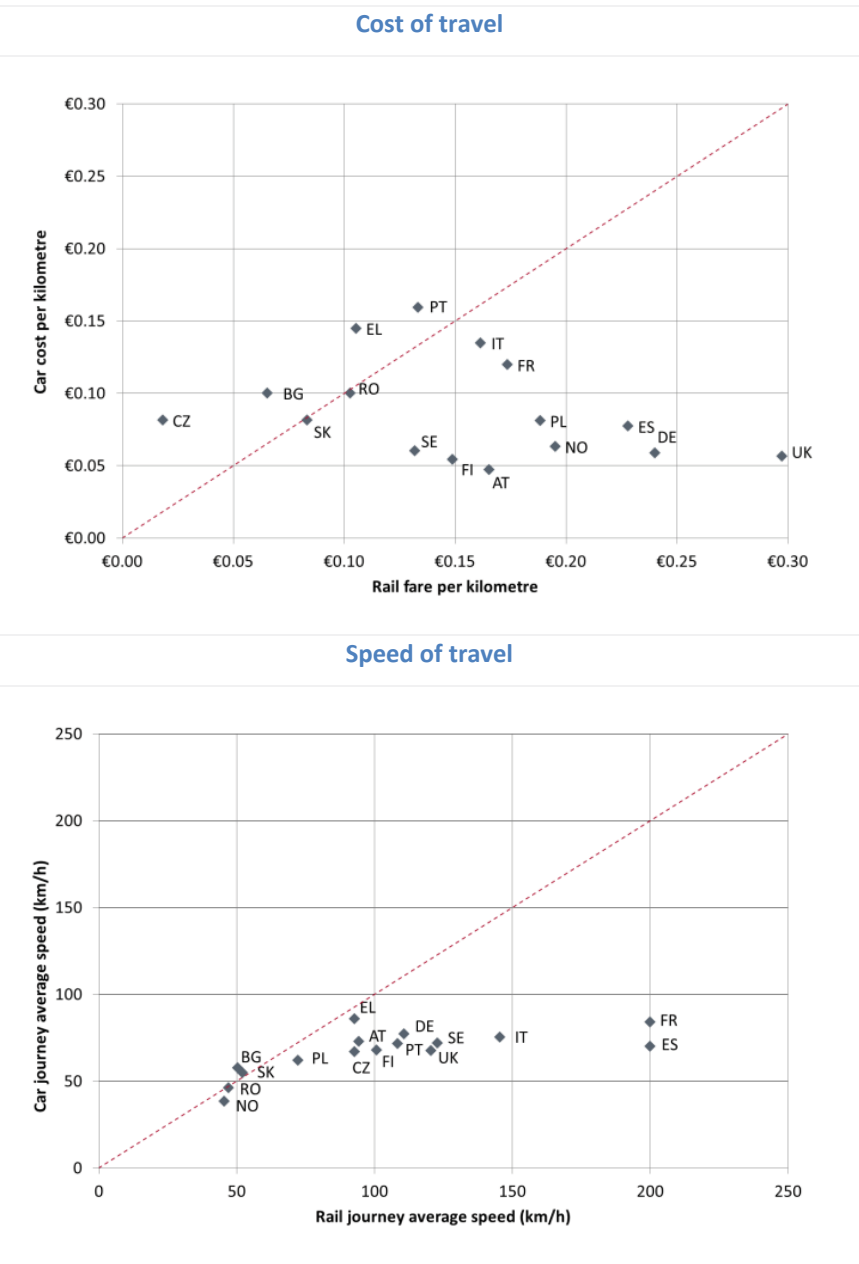 Cost of travel
€0.30
€0.25
€0.20
€0.15
€0.10
€0.05
€0.00
Car cost per kilometre
PT
EL
IT
FR
RO
BG
CZ
SK
PL
ES
SE
DE
NO
UK
FI
AT
€0.00 €0.05 €0.10 €0.15 €0.20 €0.25 €0.30
Rail fare per kilometre
Speed of travel
250
200
150
100
50
0
Car journey average speed (km/h)
EL
FR
DE
AT
SE
IT
ES
PT
BG
PL
UK
FI
CZ
SK
RO
NO
0 50 100 150 200 250
Rail journey average speed (km/h)